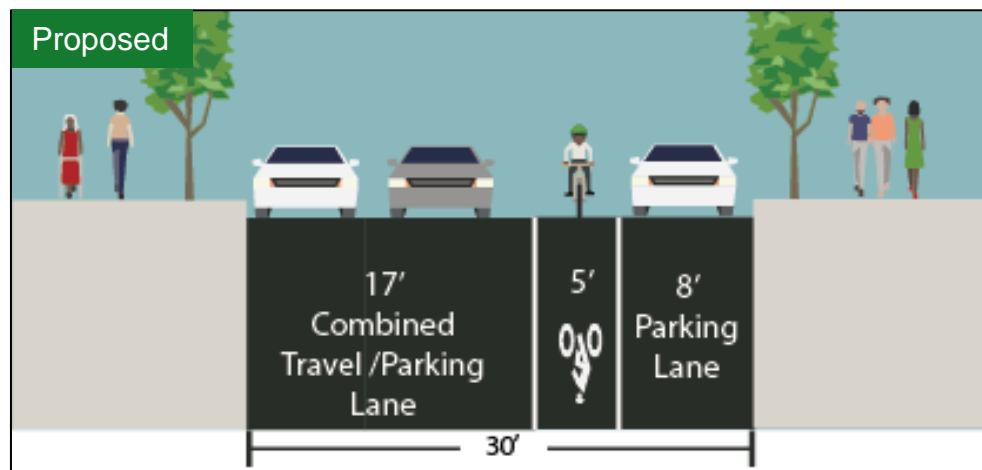 Proposed
17’
Combined
Travel /Parking
Lane
5’
8’
Parking
Lane
30’